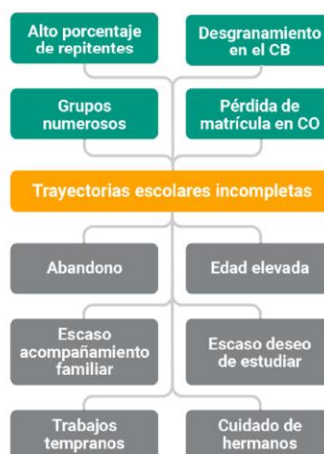 Alto porcentaje
de repitentes
Desgranamiento
en el CB
Grupos
numerosos
Pérdida de
matrícula en CO
Trayectorias escolares incompletas
Abandono
Edad elevada
Escaso
acompañamiento
familiar
Escaso deseo
de estudiar
Trabajos
tempranos
Cuidado de
hermanos